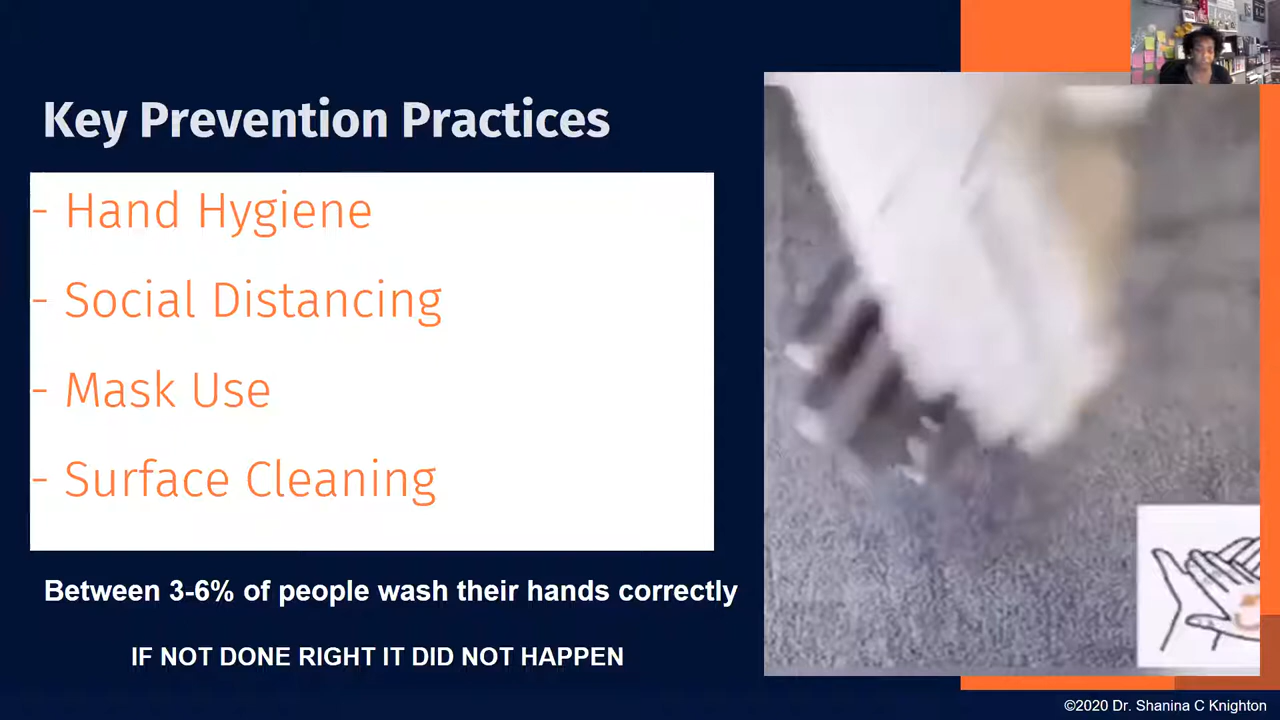 Key Prevention Practices
- Hand Hygiene
- Social Distancing
- Mask Use
- Surface Cleaning
Between 3-6% of people wash their hands correctly
IF NOT DONE RIGHT IT DID NOT HAPPEN
©2020 Dr. Shanina C Knighton